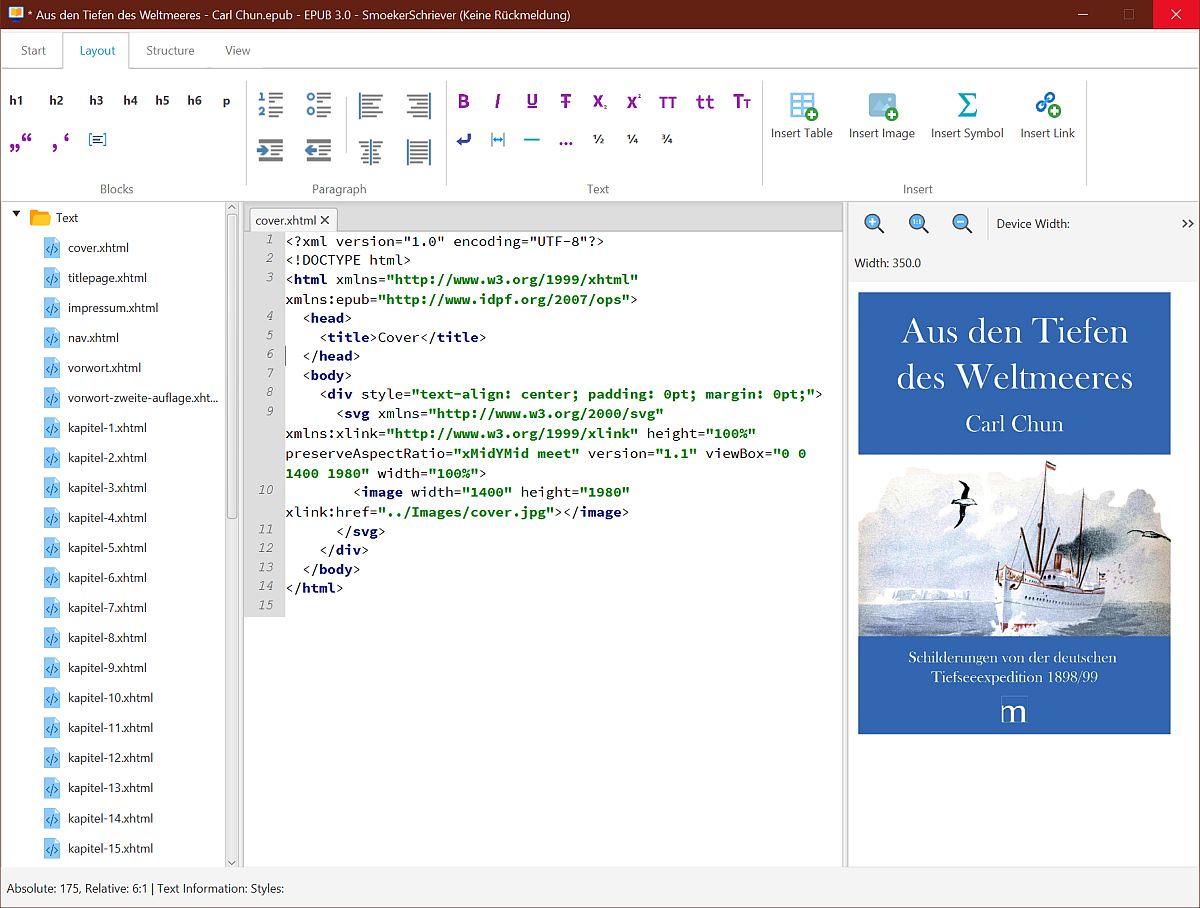 * Aus den Tiefen des Weltmeeres - Carl Chun.epub - EPUB 3.0 - SmoekerSchriever (Keine Rückmeldung)
Start Layout Structure View
h1 h2 h3 h4 h5 h6 p
„“ ‚‘
Blocks
1
2
Paragraph
B I U T X₂ X² TT tt Tt
... ½ ¼ ¾
Text
Insert Table Insert Image Insert Symbol Insert Link
Insert
Text
cover.xhtml
titlepage.xhtml
impressum.xhtml
nav.xhtml
vorwort.xhtml
vorwort-zweite-auflage.xht...
kapitel-1.xhtml
kapitel-2.xhtml
kapitel-3.xhtml
kapitel-4.xhtml
kapitel-5.xhtml
kapitel-6.xhtml
kapitel-7.xhtml
kapitel-8.xhtml
kapitel-9.xhtml
kapitel-10.xhtml
kapitel-11.xhtml
kapitel-12.xhtml
kapitel-13.xhtml
kapitel-14.xhtml
kapitel-15.xhtml
cover.xhtml
1 <?xml version="1.0" encoding="UTF-8"?>
2 <!DOCTYPE html>
3 <html xmlns="http://www.w3.org/1999/xhtml"
xmlns:epub="http://www.idpf.org/2007/ops">
4 <head>
5 <title>Cover</title>
6 </head>
7 <body>
8 <div style="text-align: center; padding: 0pt; margin: 0pt;">
9 <svg xmlns="http://www.w3.org/2000/svg"
xmlns:xlink="http://www.w3.org/1999/xlink" height="100%"
preserveAspectRatio="xMidYMid meet" version="1.1" viewBox="0 0
1400 1980" width="100%">
10 <image width="1400" height="1980"
xlink:href="../Images/cover.jpg"></image>
11 </svg>
12 </div>
13 </body>
14 </html>
15
1:1 Device Width: >>
Width: 350.0
Aus den Tiefen
des Weltmeeres
Carl Chun
Schilderungen von der deutschen
Tiefseeexpedition 1898/99
m
Absolute: 175, Relative: 6:1 | Text Information: Styles: